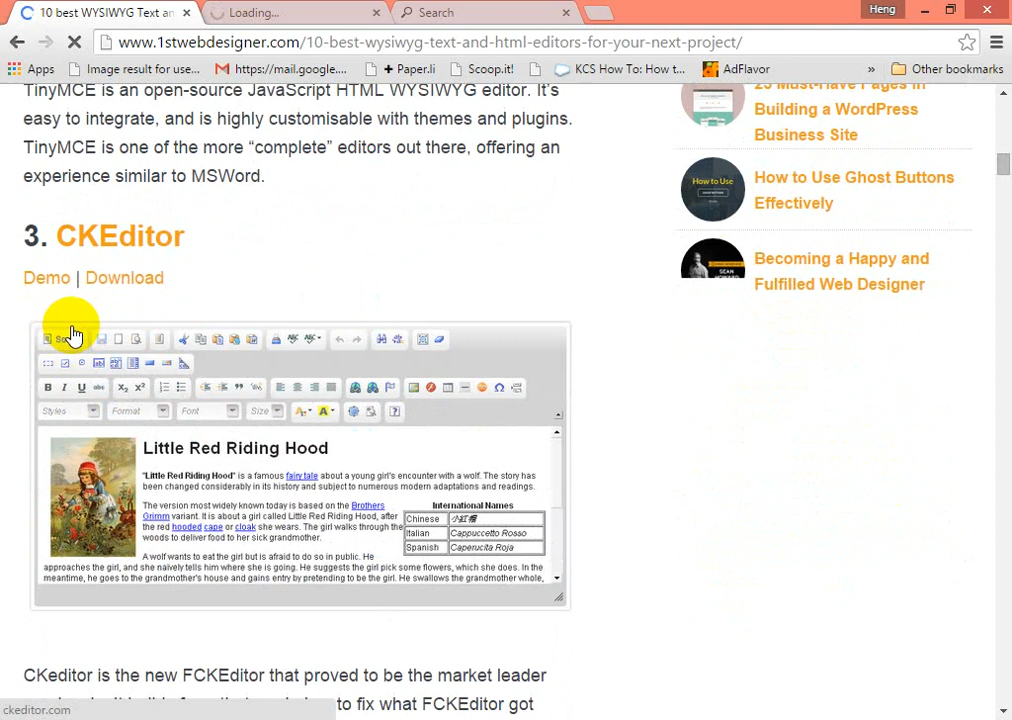 10 best WYSIWYG Text an
Loading...
Search
Heng
www.1stwebdesigner.com/10-best-wysiwyg-text-and-html-editors-for-your-next-project/
Apps
Image result for use...
https://mail.google....
+ Paper.li
Scoop.it!
KCS How To: How t...
AdFlavor
»
Other bookmarks
TinyMCE is an open-source JavaScript HTML WYSIWYG editor. It's
easy to integrate, and is highly customisable with themes and plugins.
TinyMCE is one of the more “complete” editors out there, offering an
experience similar to MSWord.
3. CKEditor
Demo | Download
Styles
Format
Font
Size
Little Red Riding Hood
"Little Red Riding Hood" is a famous fairy tale about a young girl's encounter with a wolf. The story has
been changed considerably in its history and subject to numerous modern adaptations and readings.
The version most widely known today is based on the Brothers
Grimm variant. It is about a girl called Little Red Riding Hood, after
the red hooded cape or cloak she wears. The girl walks through the
woods to deliver food to her sick grandmother.
International Names
Chinese 小紅帽
Italian Cappuccetto Rosso
Spanish Caperucita Roja
A wolf wants to eat the girl but is afraid to do so in public. He
approaches the girl, and she naively tells him where she is going. He suggests the girl pick some flowers, which she does. In the
meantime, he goes to the grandmother's house and gains entry by pretending to be the girl. He swallows the grandmother whole,
CKeditor is the new FCKEditor that proved to be the market leader
to fix what FCKEditor got
ckeditor.com
23 Must-Have Pages in
Building a WordPress
Business Site
How to Use
How to Use Ghost Buttons
Effectively
Becoming a Happy and
Fulfilled Web Designer